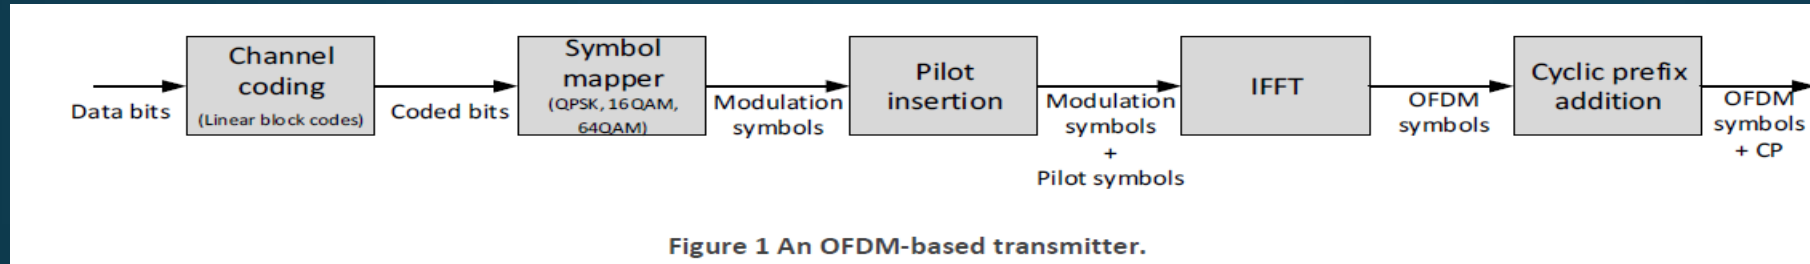 Data bits
Channel
coding
(Linear block codes)
Coded bits
Symbol
mapper
(QPSK, 16QAM,
64QAM)
Modulation
symbols
Pilot
insertion
Modulation
symbols
+
Pilot symbols
IFFT
OFDM
symbols
Cyclic prefix
addition
OFDM
symbols
+ CP
Figure 1 An OFDM-based transmitter.